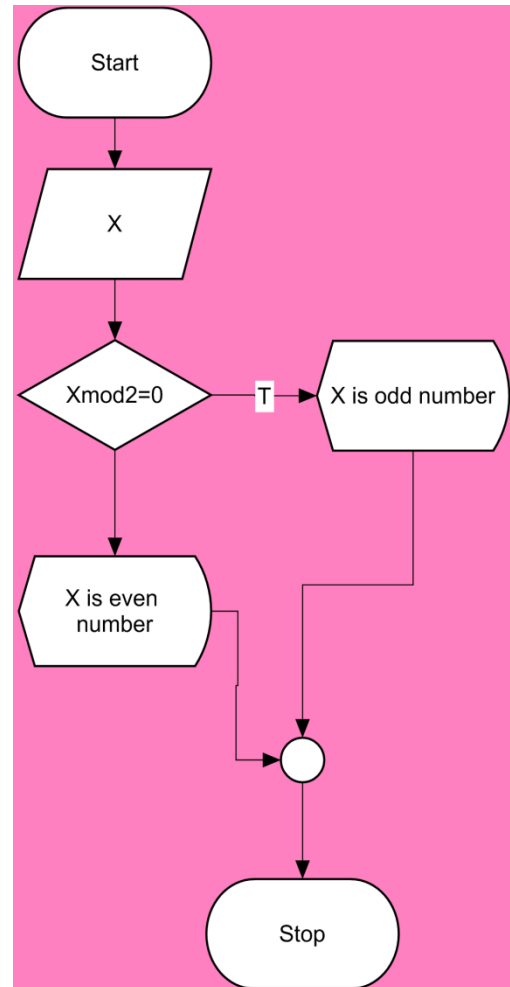 Start
X
Xmod2=0
T
X is odd number
X is even
number
Stop